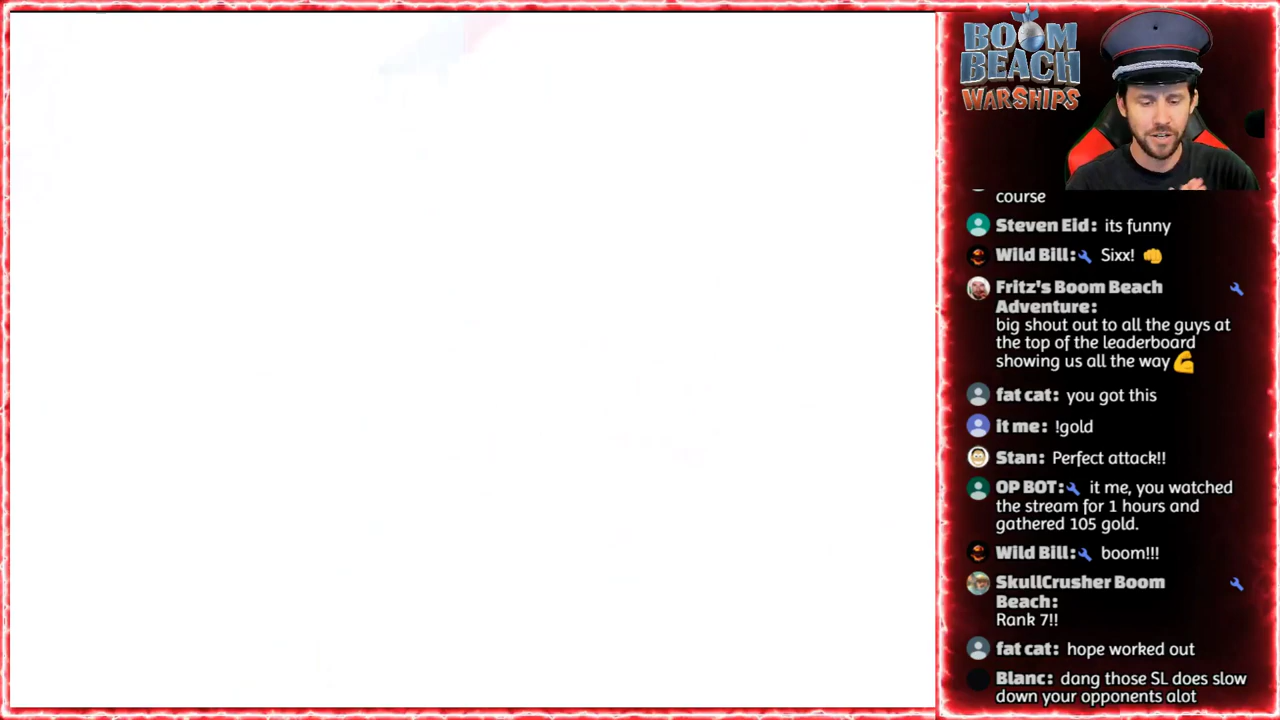 BOOM
BEACH
WARSHIPS
course
Steven Eid: its funny
Wild Bill: Sixx! 👊
Fritz's Boom Beach
Adventure:
big shout out to all the guys at
the top of the leaderboard
showing us all the way 💪
fat cat: you got this
it me: !gold
Stan: Perfect attack!!
OP BOT: it me, you watched
the stream for 1 hours and
gathered 105 gold.
Wild Bill: boom!!!
SkullCrusher Boom
Beach:
Rank 7!!
fat cat: hope worked out
Blanc: dang those SL does slow
down your opponents alot